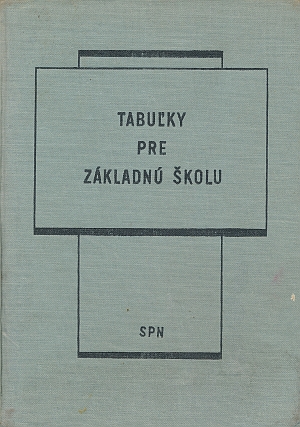 TABUĽKY
PRE
ZÁKLADNÚ ŠKOLU
SPN